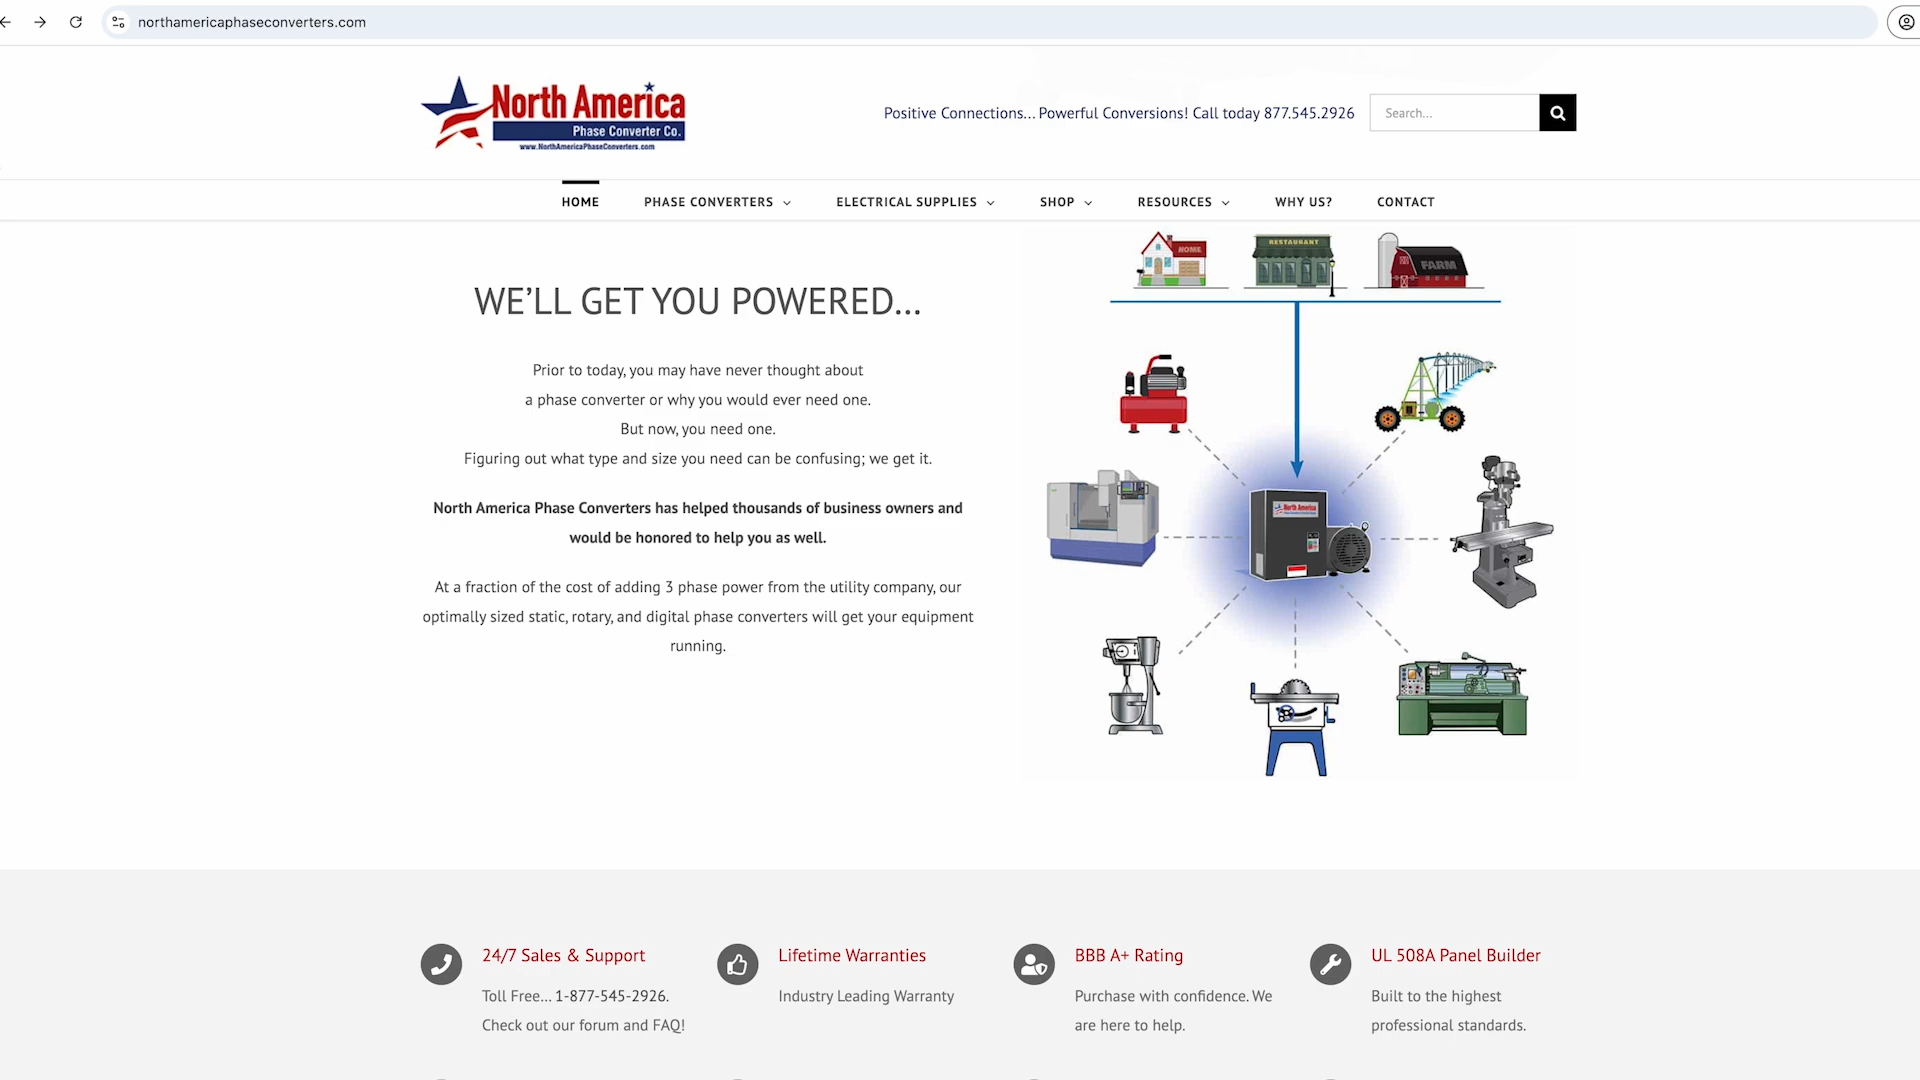 northamericaphaseconverters.com
North America
Phase Converter Co.
www.NorthAmericaPhaseConverters.com
Positive Connections... Powerful Conversions! Call today 877.545.2926
Search...
HOME
PHASE CONVERTERS
ELECTRICAL SUPPLIES
SHOP
RESOURCES
WHY US?
CONTACT
WE’LL GET YOU POWERED...
Prior to today, you may have never thought about
a phase converter or why you would ever need one.
But now, you need one.
Figuring out what type and size you need can be confusing; we get it.
North America Phase Converters has helped thousands of business owners and
would be honored to help you as well.
At a fraction of the cost of adding 3 phase power from the utility company, our
optimally sized static, rotary, and digital phase converters will get your equipment
running.
HOME
RESTAURANT
FARM
North America
24/7 Sales & Support
Toll Free... 1-877-545-2926.
Check out our forum and FAQ!
Lifetime Warranties
Industry Leading Warranty
BBB A+ Rating
Purchase with confidence. We
are here to help.
UL 508A Panel Builder
Built to the highest
professional standards.